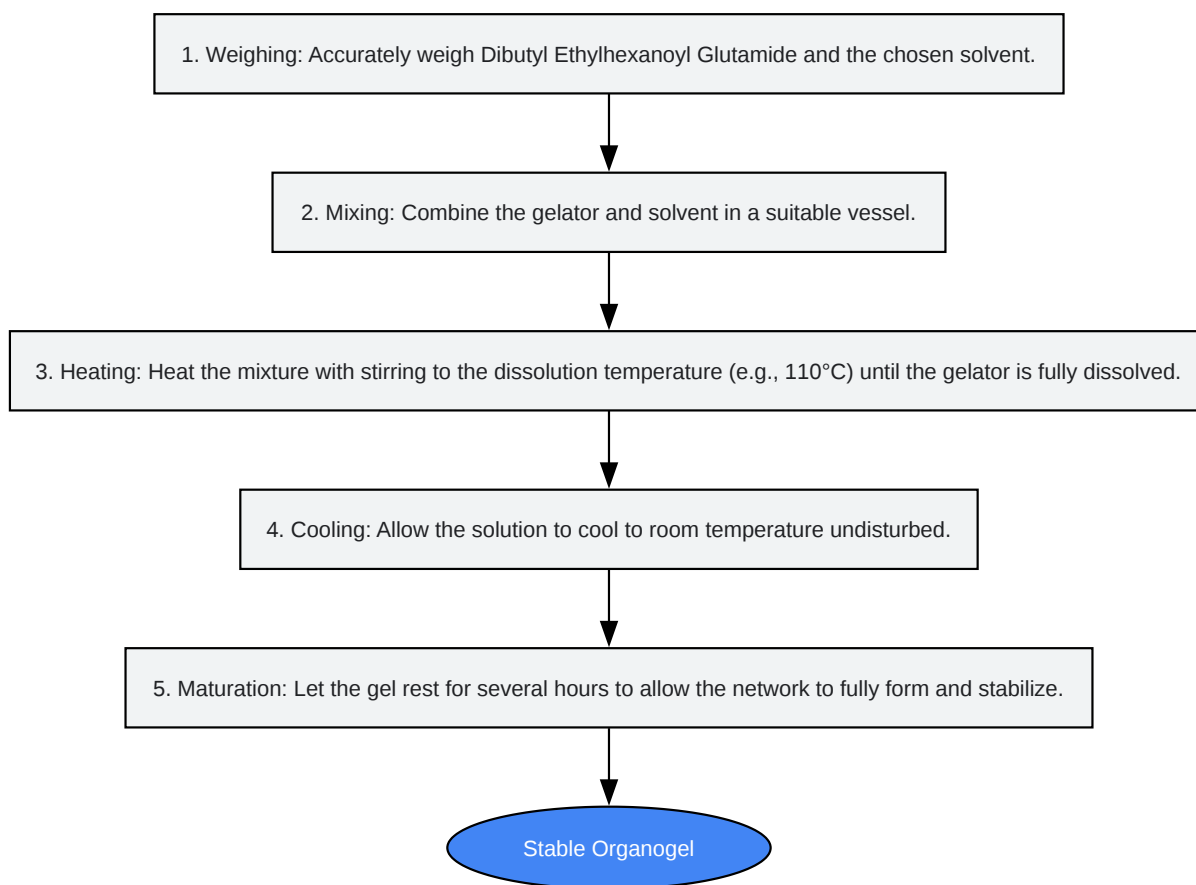 1. Weighing: Accurately weigh Dibutyl Ethylhexanoyl Glutamide and the chosen solvent.
2. Mixing: Combine the gelator and solvent in a suitable vessel.
3. Heating: Heat the mixture with stirring to the dissolution temperature (e.g., 110°C) until the gelator is fully dissolved.
4. Cooling: Allow the solution to cool to room temperature undisturbed.
5. Maturation: Let the gel rest for several hours to allow the network to fully form and stabilize.
Stable Organogel